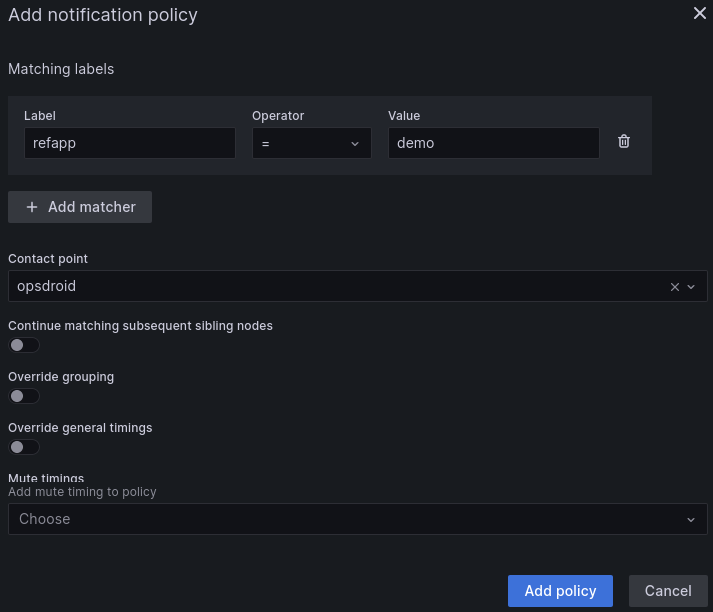 Add notification policy
Matching labels
Label Operator Value
refapp = demo
+ Add matcher
Contact point
opsdroid
Continue matching subsequent sibling nodes
Override grouping
Override general timings
Mute timings
Add mute timing to policy
Choose
Add policy Cancel